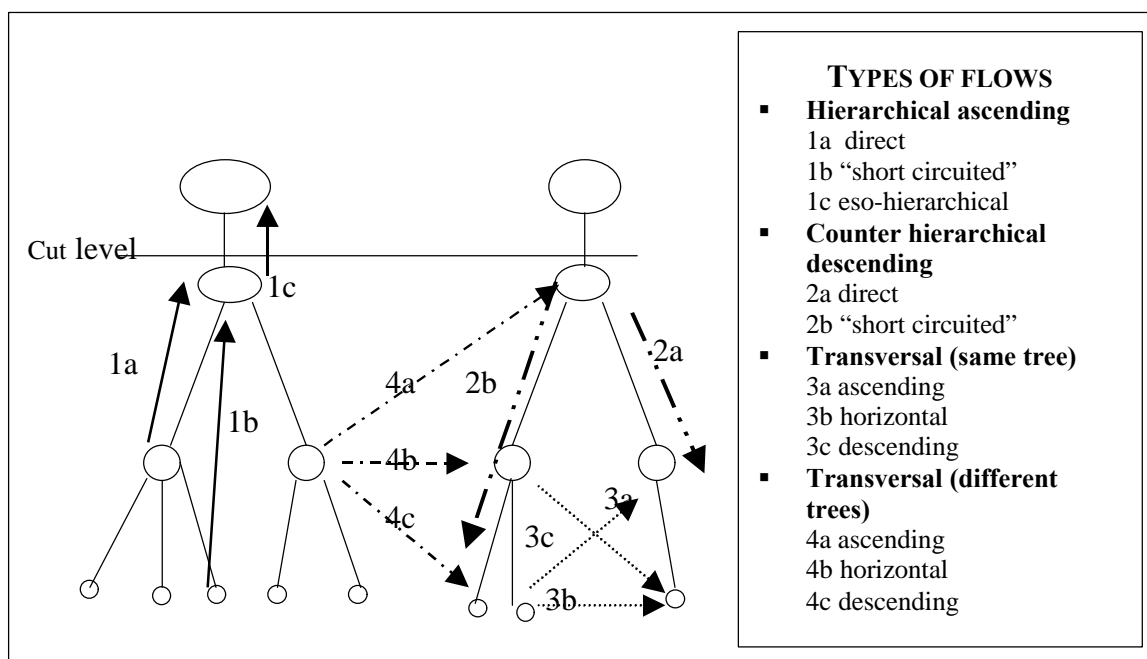 Cut level
1c
1a
1b
4a
4b
4c
2b
2a
3a
3c
3b
TYPES OF FLOWS
▪ Hierarchical ascending
1a direct
1b “short circuited”
1c eso-hierarchical
▪ Counter hierarchical
descending
2a direct
2b “short circuited”
▪ Transversal (same tree)
3a ascending
3b horizontal
3c descending
▪ Transversal (different
trees)
4a ascending
4b horizontal
4c descending